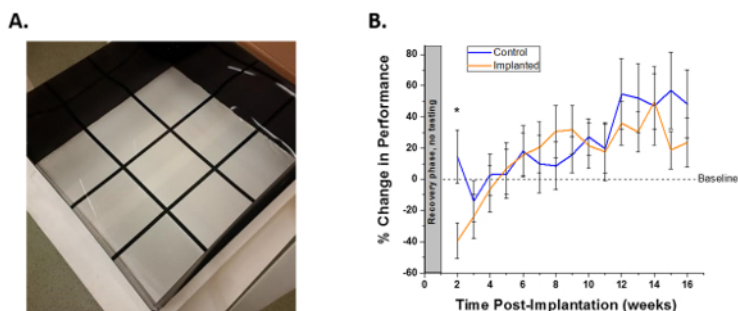 A.
B.
Control
Implanted
*
Recovery phase, no testing
% Change in Performance
80
60
40
20
0
-20
-40
-60
Baseline
0 2 4 6 8 10 12 14 16
Time Post-Implantation (weeks)